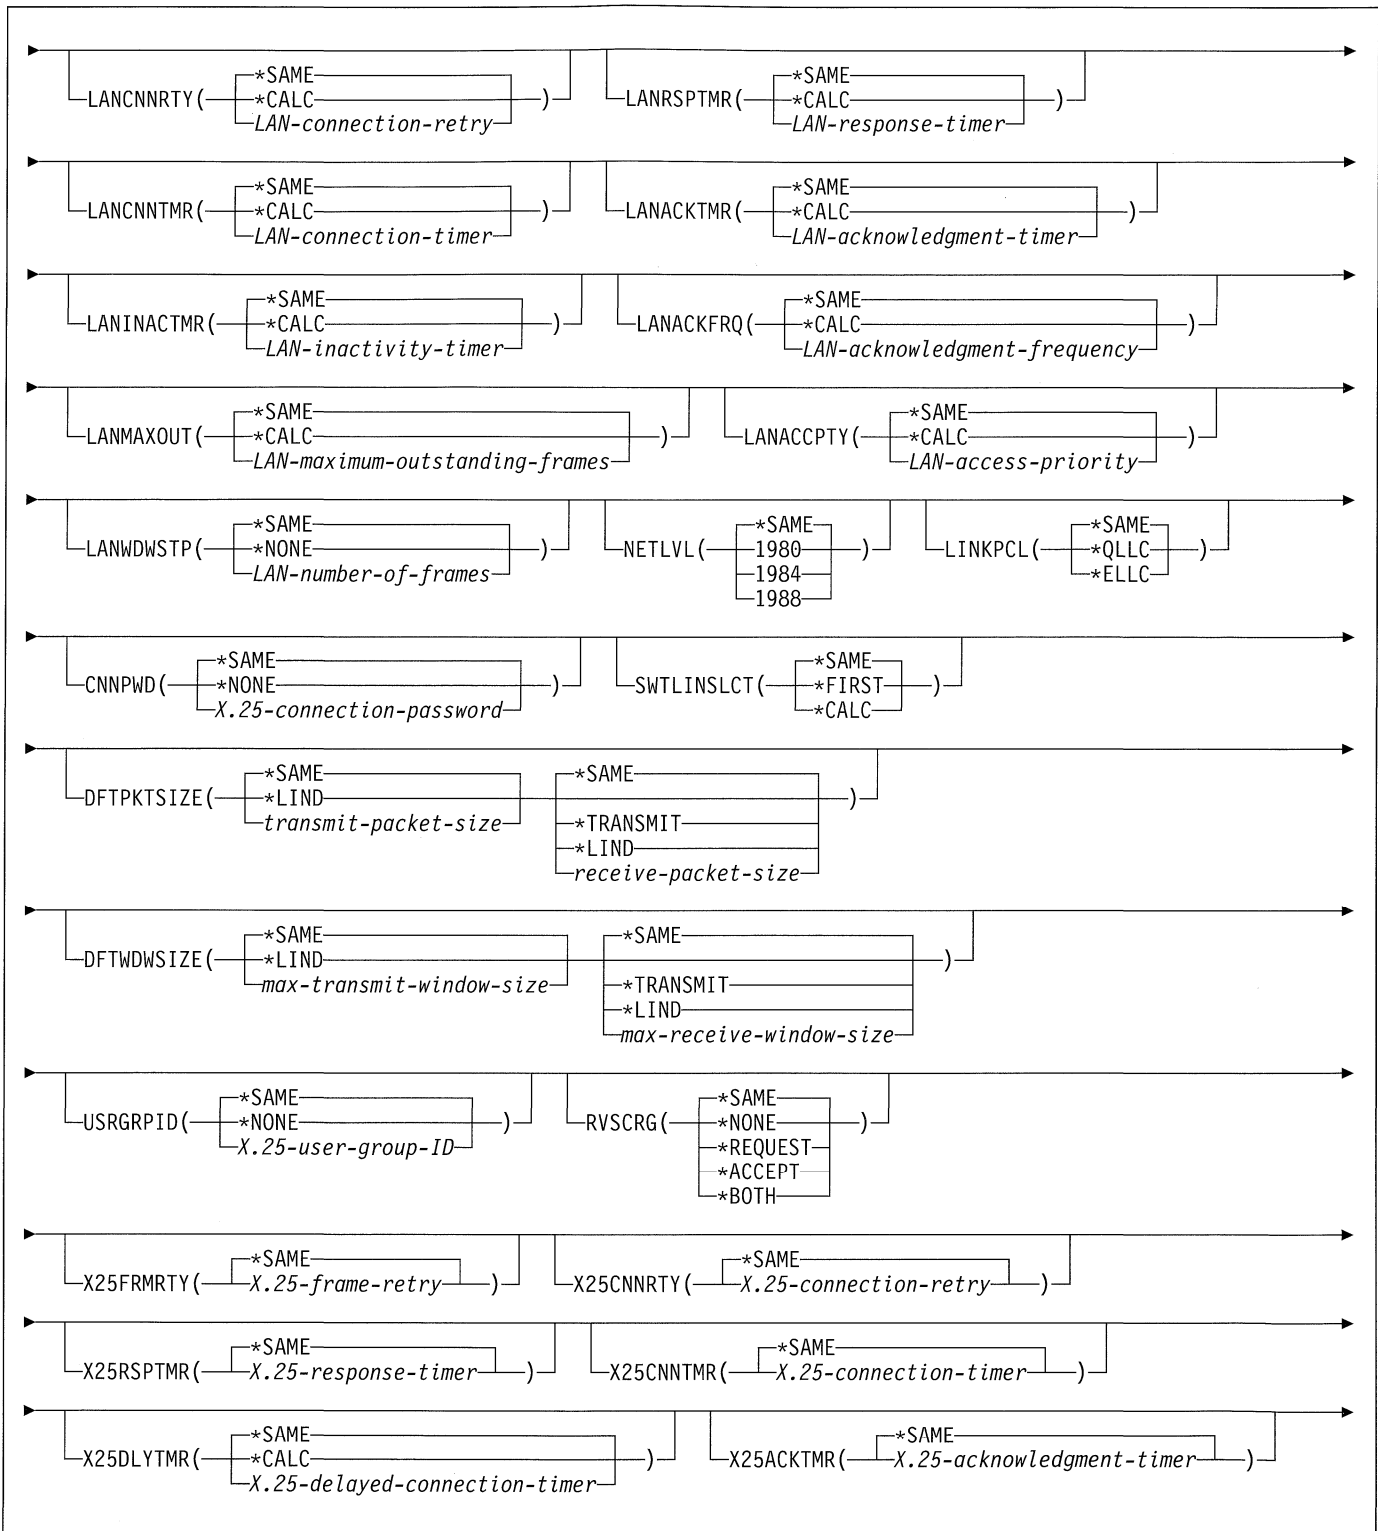 *SAME *SAME
LANCNNRTY( *CALC ) LANRSPTMR( *CALC )
LAN-connection-retry LAN-response-timer
*SAME *SAME
LANCNNTMR( *CALC ) LANACKTMR( *CALC )
LAN-connection-timer LAN-acknowledgment-timer
*SAME *SAME
LANINACTMR( *CALC ) LANACKFRQ( *CALC )
LAN-inactivity-timer LAN-acknowledgment-frequency
*SAME *SAME
LANMAXOUT( *CALC ) LANACCPTY( *CALC )
LAN-maximum-outstanding-frames LAN-access-priority
*SAME *SAME *SAME
LANWDWSTP( *NONE ) NETLVL( 1980 ) LINKPCL( *QLLC )
LAN-number-of-frames 1984 *ELLC
1988
*SAME *SAME
CNNPWD( *NONE ) SWTLINSLCT( *FIRST )
X.25-connection-password *CALC
*SAME *SAME
DFTPKTSIZE( *LIND )
transmit-packet-size *TRANSMIT
*LIND
receive-packet-size
*SAME *SAME
DFTWDWSIZE( *LIND )
max-transmit-window-size *TRANSMIT
*LIND
max-receive-window-size
*SAME *SAME
USRGRPID( *NONE ) RVSCRG( *NONE )
X.25-user-group-ID *REQUEST
*ACCEPT
*BOTH
*SAME *SAME
X25FRMRTY( X.25-frame-retry ) X25CNNRTY( X.25-connection-retry )
*SAME *SAME
X25RSPTMR( X.25-response-timer ) X25CNNTMR( X.25-connection-timer )
*SAME *SAME
X25DLYTMR( *CALC ) X25ACKTMR( X.25-acknowledgment-timer )
X.25-delayed-connection-timer